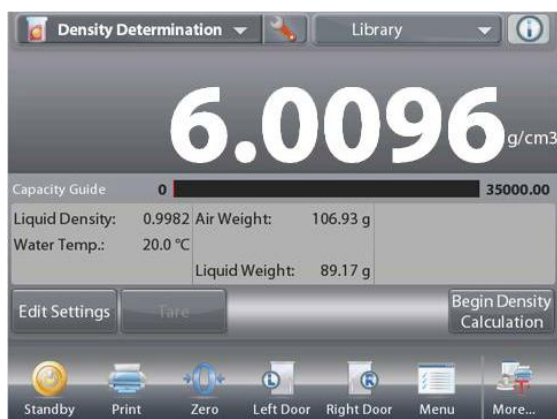 Density Determination Library
6.0096 g/cm3
Capacity Guide 0 35000.00
Liquid Density: 0.9982 Air Weight: 106.93 g
Water Temp.: 20.0 °C
Liquid Weight: 89.17 g
Edit Settings Tare Begin Density
Calculation
L R
Standby Print Zero Left Door Right Door Menu More...